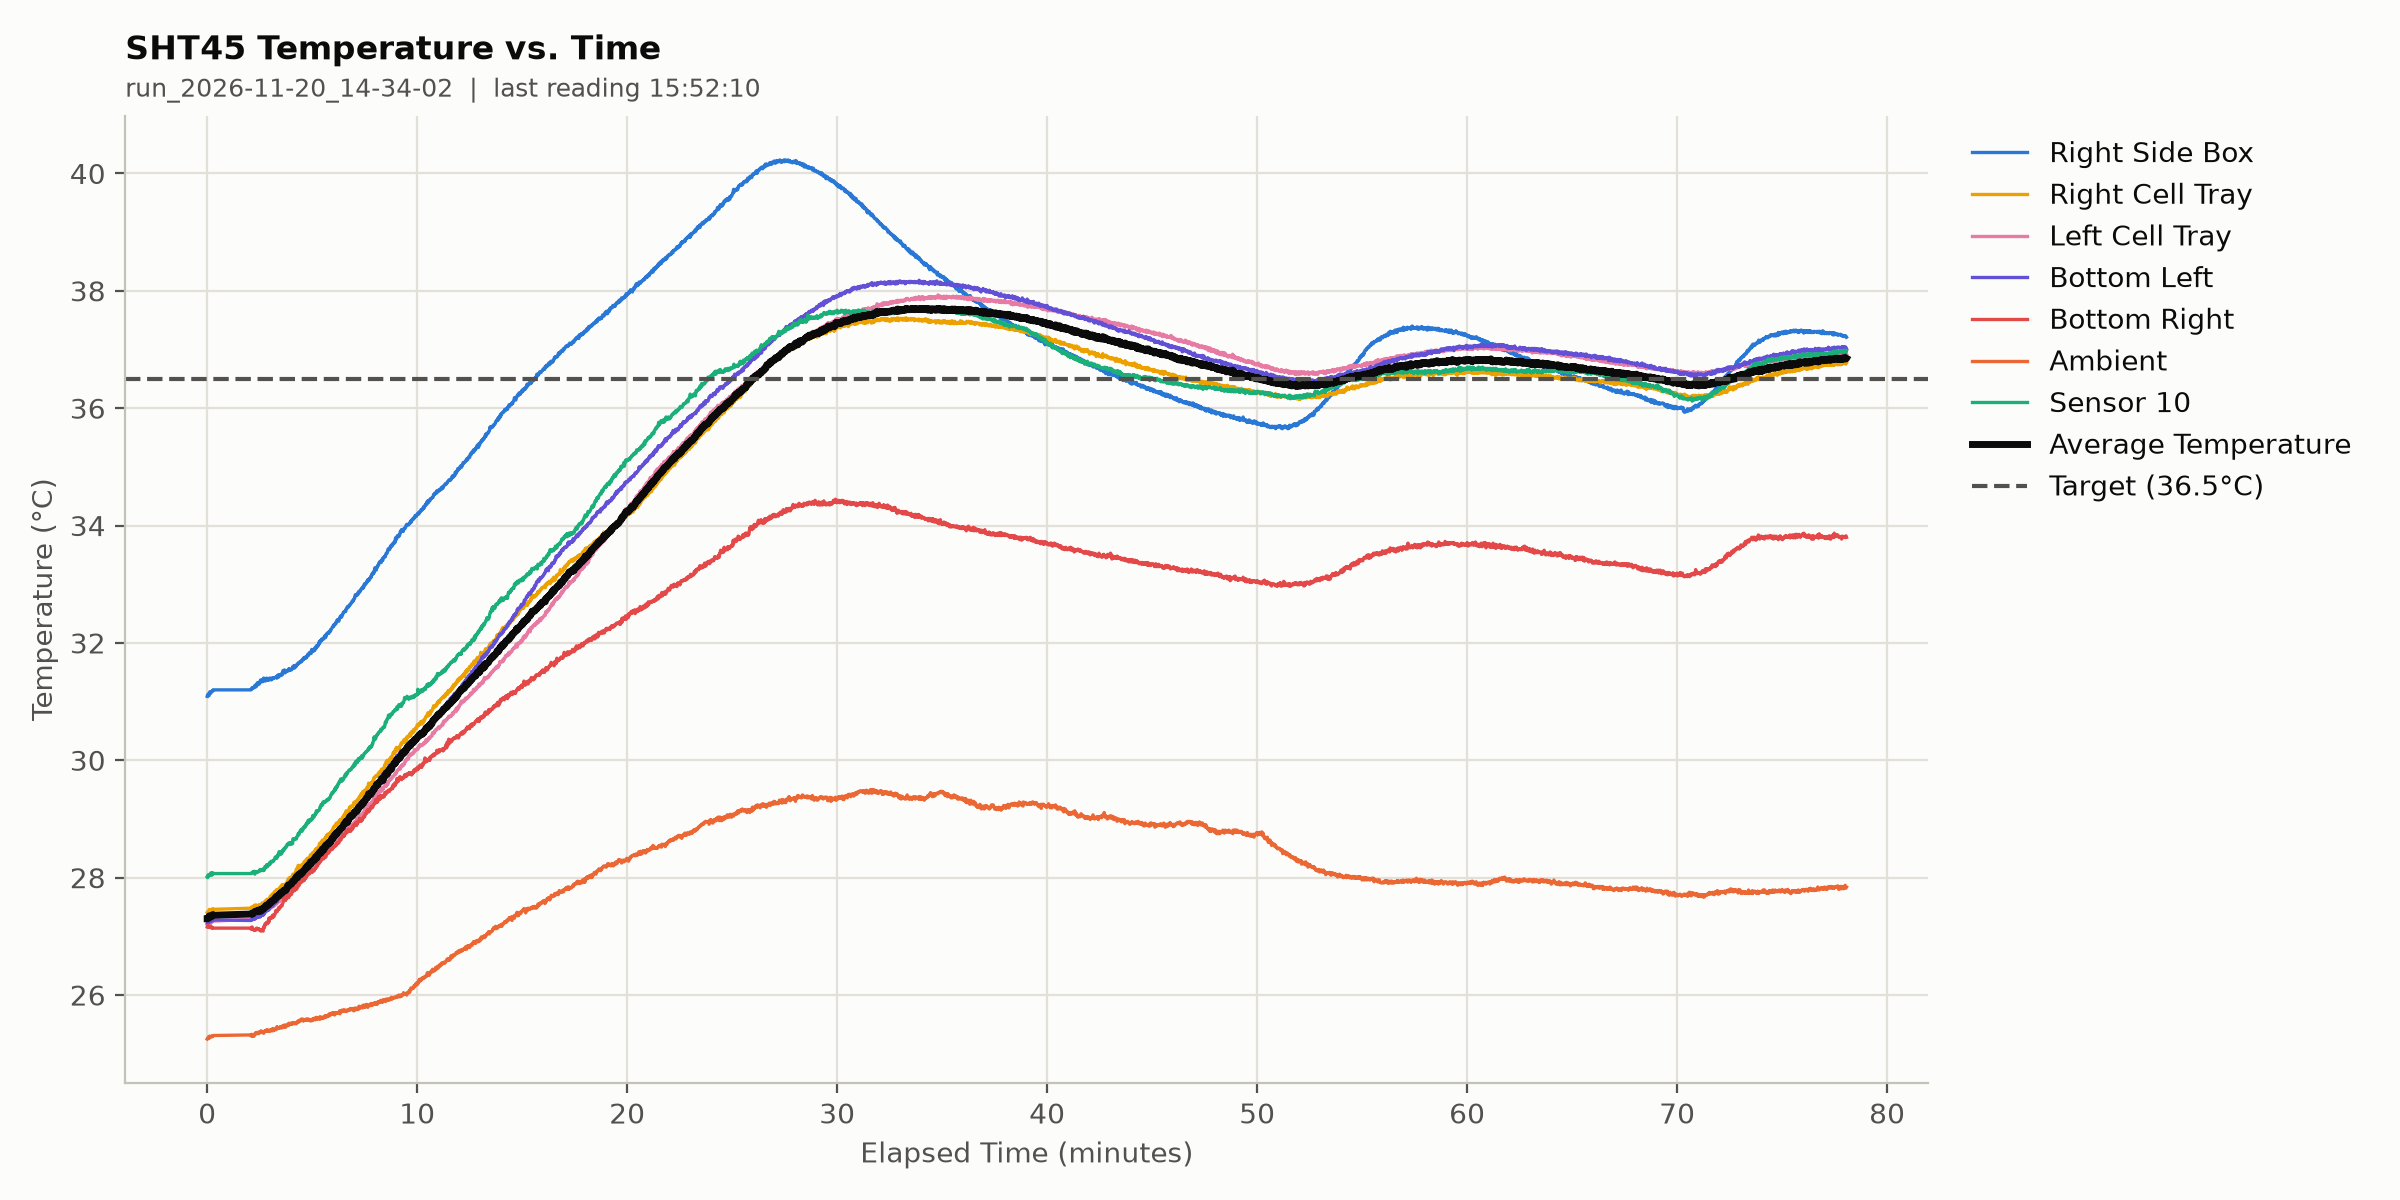 SHT45 Temperature vs. Time
run_2026-11-20_14-34-02 | last reading 15:52:10
Temperature (°C)
40
38
36
34
32
30
28
26
0 10 20 30 40 50 60 70 80
Elapsed Time (minutes)
Right Side Box
Right Cell Tray
Left Cell Tray
Bottom Left
Bottom Right
Ambient
Sensor 10
Average Temperature
Target (36.5°C)